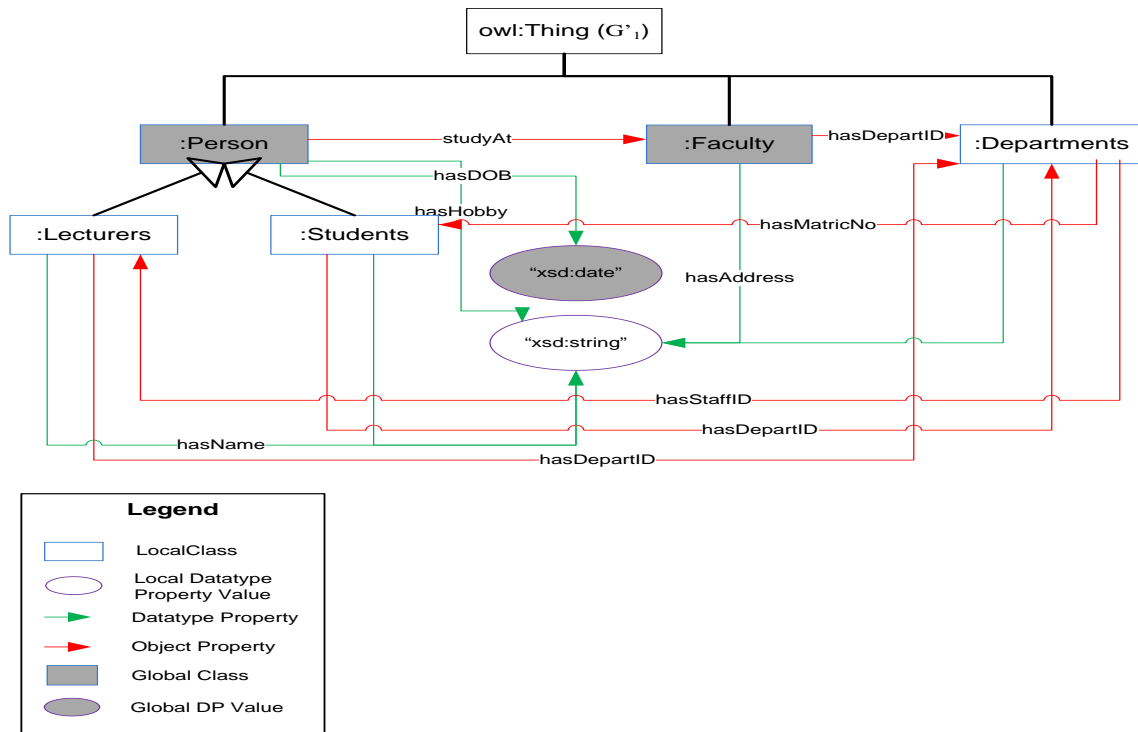 owl:Thing (G’1)
:Person
studyAt
:Faculty
hasDepartID
:Departments
hasDOB
hasHobby
:Lecturers
:Students
hasMatricNo
“xsd:date”
hasAddress
“xsd:string”
hasStaffID
hasDepartID
hasName
hasDepartID
Legend
LocalClass
Local Datatype
Property Value
Datatype Property
Object Property
Global Class
Global DP Value